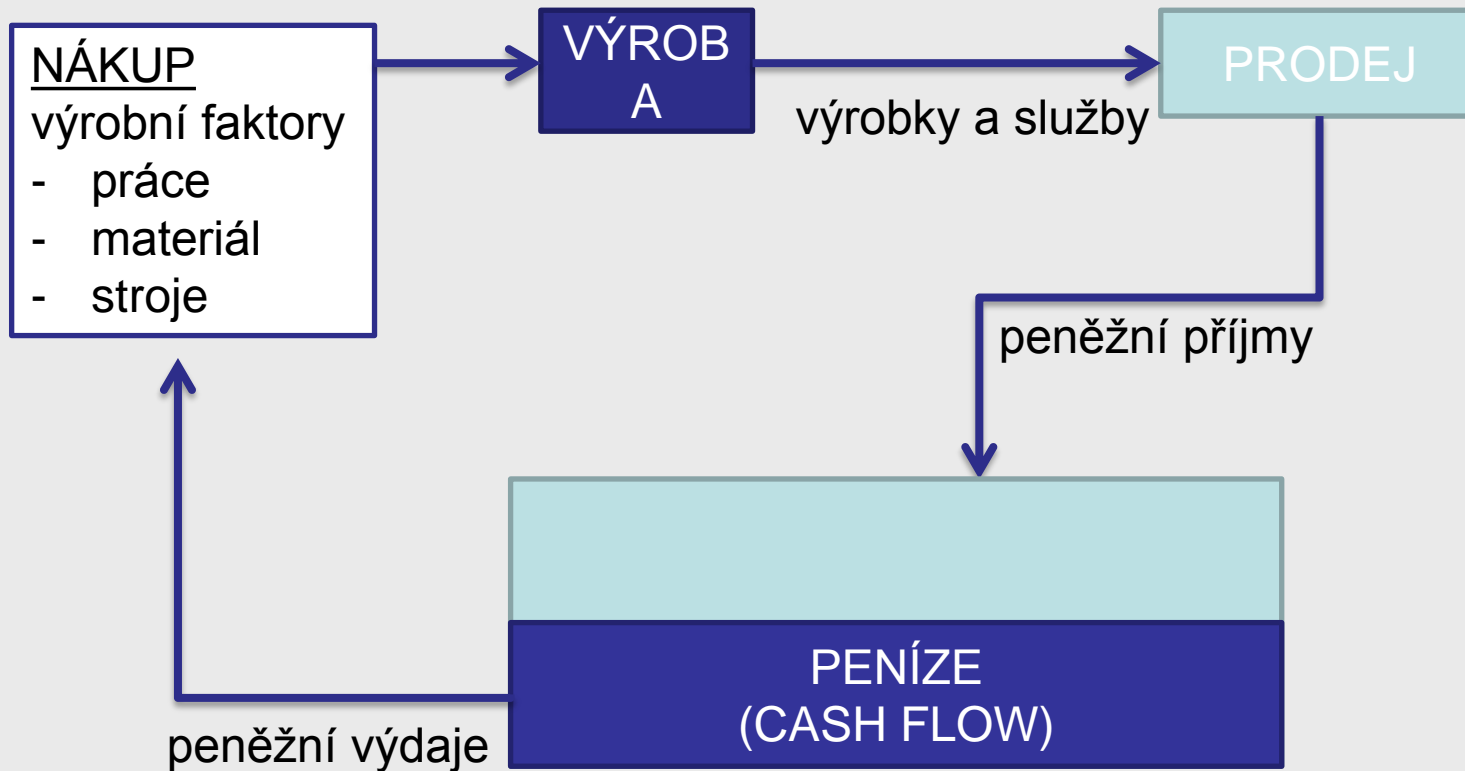 NÁKUP
výrobní faktory
- práce
- materiál
- stroje
VÝROB
A
výrobky a služby
PRODEJ
peněžní příjmy
PENÍZE
(CASH FLOW)
peněžní výdaje